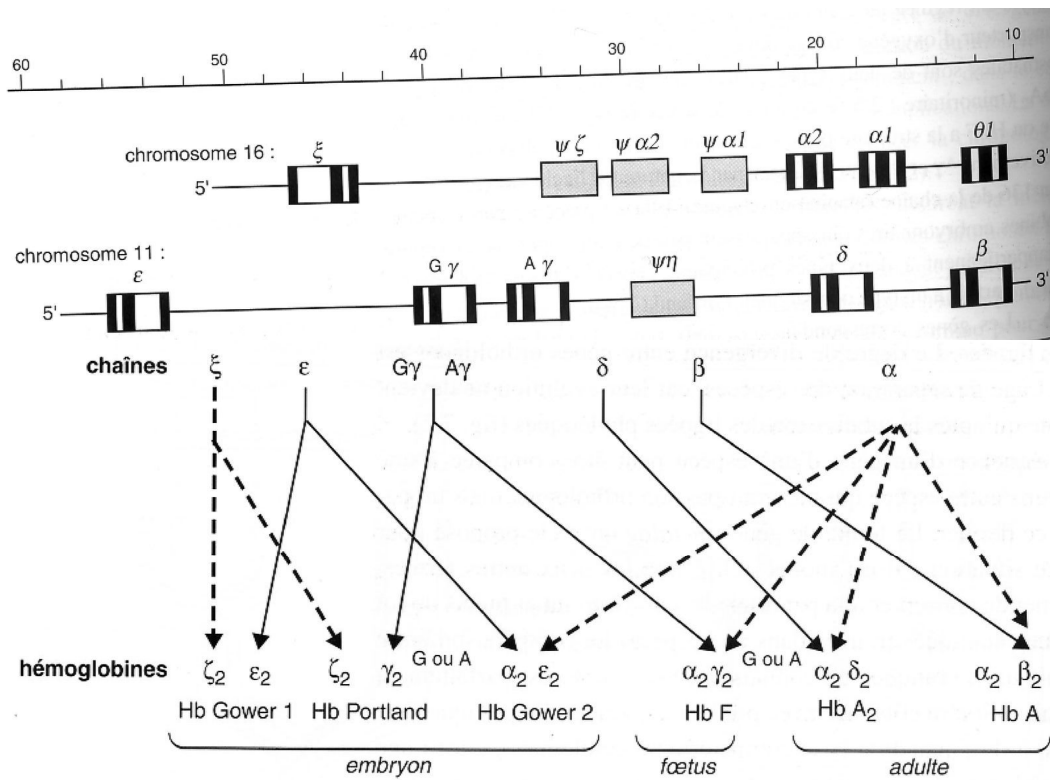 60 50 40 30 20 10
chromosome 16 : ξ ψ ζ ψ α2 ψ α1 α2 α1 θ1
5' 3'
chromosome 11 :
ε G γ A γ ψη δ β
5' 3'
chaînes ξ ε Gγ Aγ δ β α
hémoglobines ζ2 ε2 ζ2 γ2 G ou A α2 ε2 α2 γ2 G ou A α2 δ2 α2 β2
Hb Gower 1 Hb Portland Hb Gower 2 Hb F Hb A2 Hb A
embryon fœtus adulte